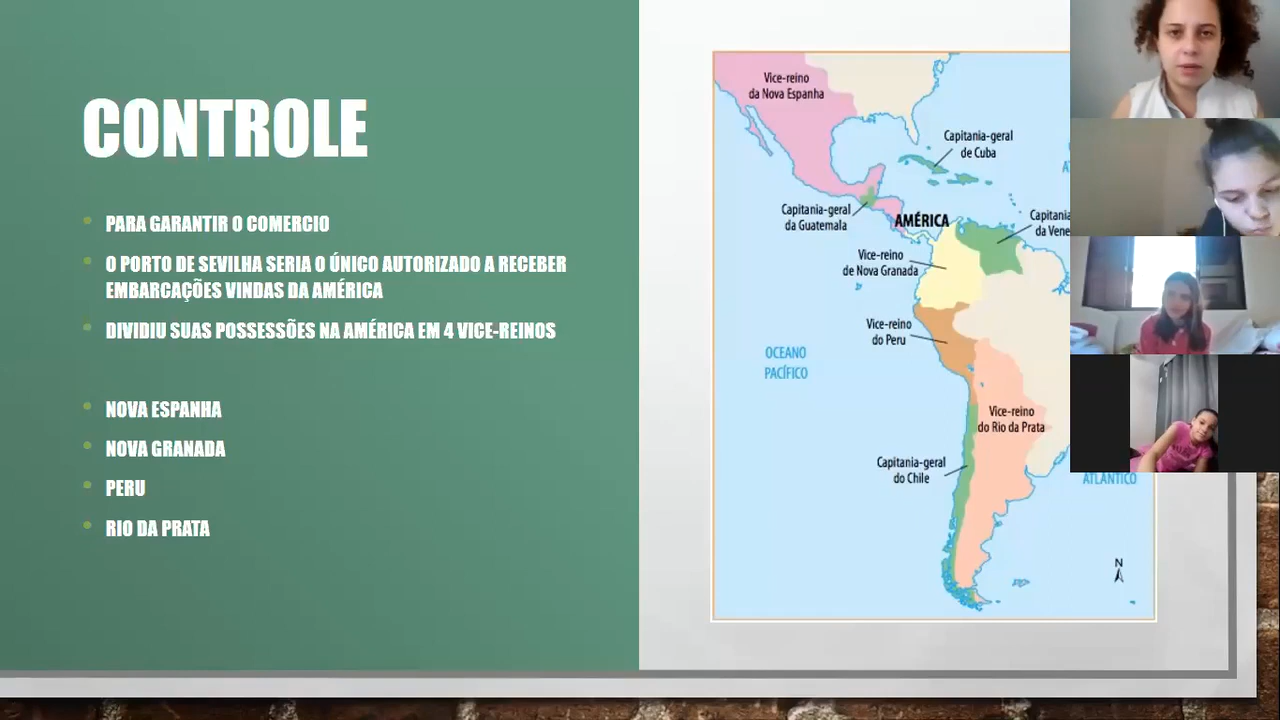 CONTROLE
PARA GARANTIR O COMERCIO
O PORTO DE SEVILHA SERIA O ÚNICO AUTORIZADO A RECEBER
EMBARCAÇÕES VINDAS DA AMÉRICA
DIVIDIU SUAS POSSESSÕES NA AMÉRICA EM 4 VICE-REINOS
NOVA ESPANHA
NOVA GRANADA
PERU
RIO DA PRATA
Vice-reino
da Nova Espanha
Capitania-geral
de Cuba
Capitania-geral
da Guatemala
AMÉRICA
Capitania
da Vene
Vice-reino
de Nova Granada
Vice-reino
do Peru
OCEANO
PACÍFICO
Vice-reino
do Rio da Prata
Capitania-geral
do Chile
ATLÂNTICO
N